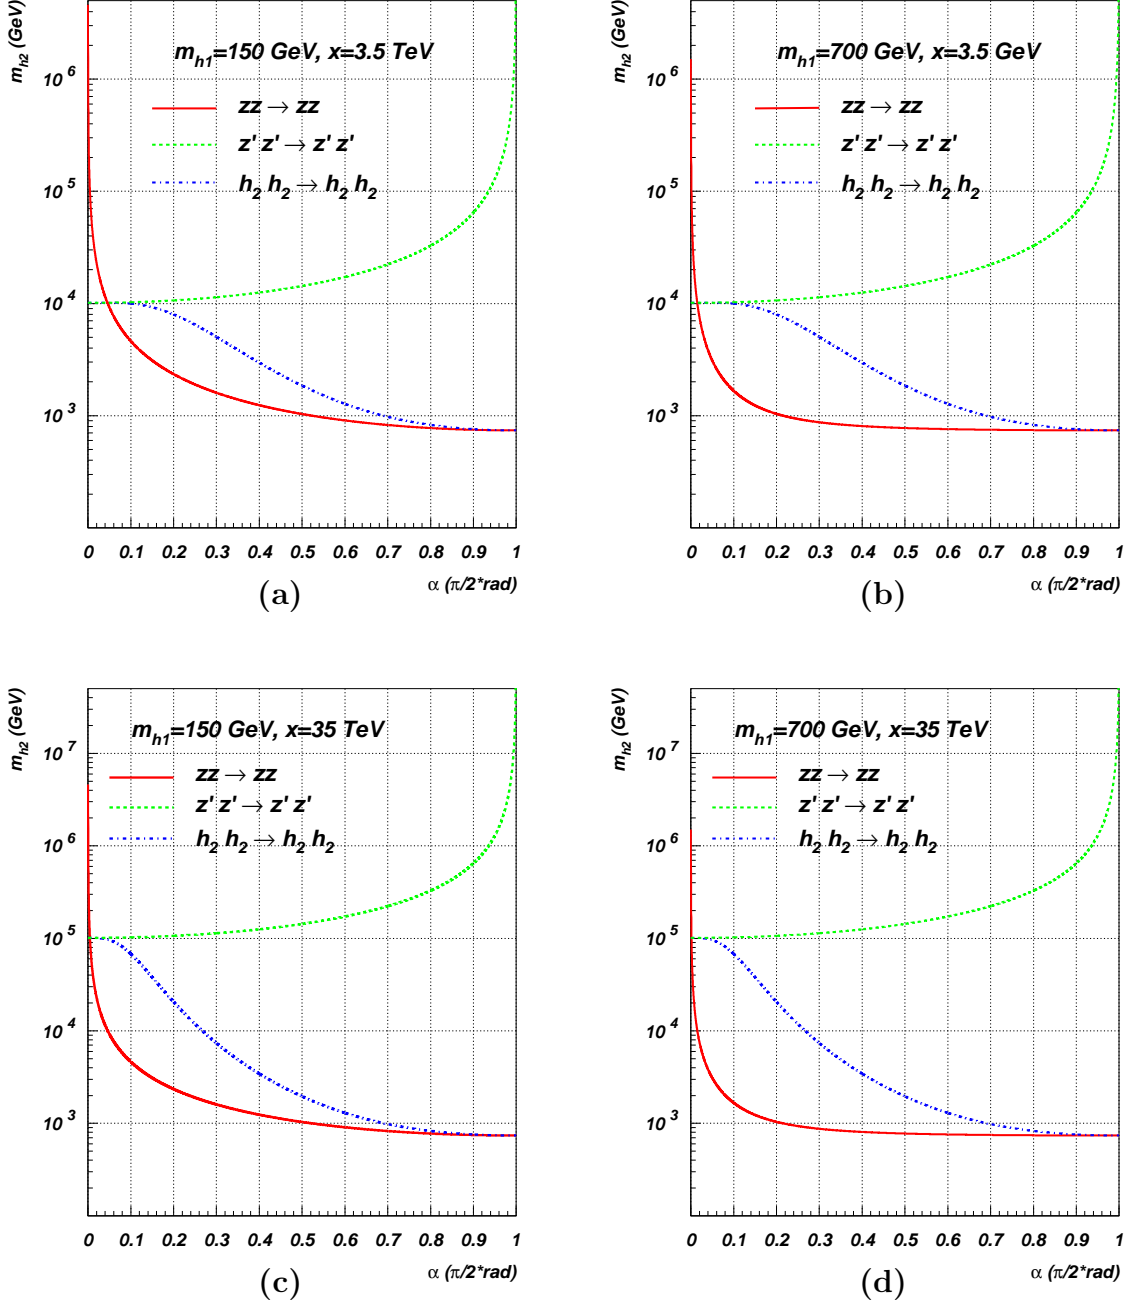 m_h2 (GeV)
m_h1=150 GeV, x=3.5 TeV
zz → zz
z' z' → z' z'
h_2 h_2 → h_2 h_2
10^6
10^5
10^4
10^3
0 0.1 0.2 0.3 0.4 0.5 0.6 0.7 0.8 0.9 1
α (π/2*rad)
(a)
m_h2 (GeV)
m_h1=700 GeV, x=3.5 GeV
zz → zz
z' z' → z' z'
h_2 h_2 → h_2 h_2
10^6
10^5
10^4
10^3
0 0.1 0.2 0.3 0.4 0.5 0.6 0.7 0.8 0.9 1
α (π/2*rad)
(b)
m_h2 (GeV)
m_h1=150 GeV, x=35 TeV
zz → zz
z' z' → z' z'
h_2 h_2 → h_2 h_2
10^7
10^6
10^5
10^4
10^3
0 0.1 0.2 0.3 0.4 0.5 0.6 0.7 0.8 0.9 1
α (π/2*rad)
(c)
m_h2 (GeV)
m_h1=700 GeV, x=35 TeV
zz → zz
z' z' → z' z'
h_2 h_2 → h_2 h_2
10^7
10^6
10^5
10^4
10^3
0 0.1 0.2 0.3 0.4 0.5 0.6 0.7 0.8 0.9 1
α (π/2*rad)
(d)